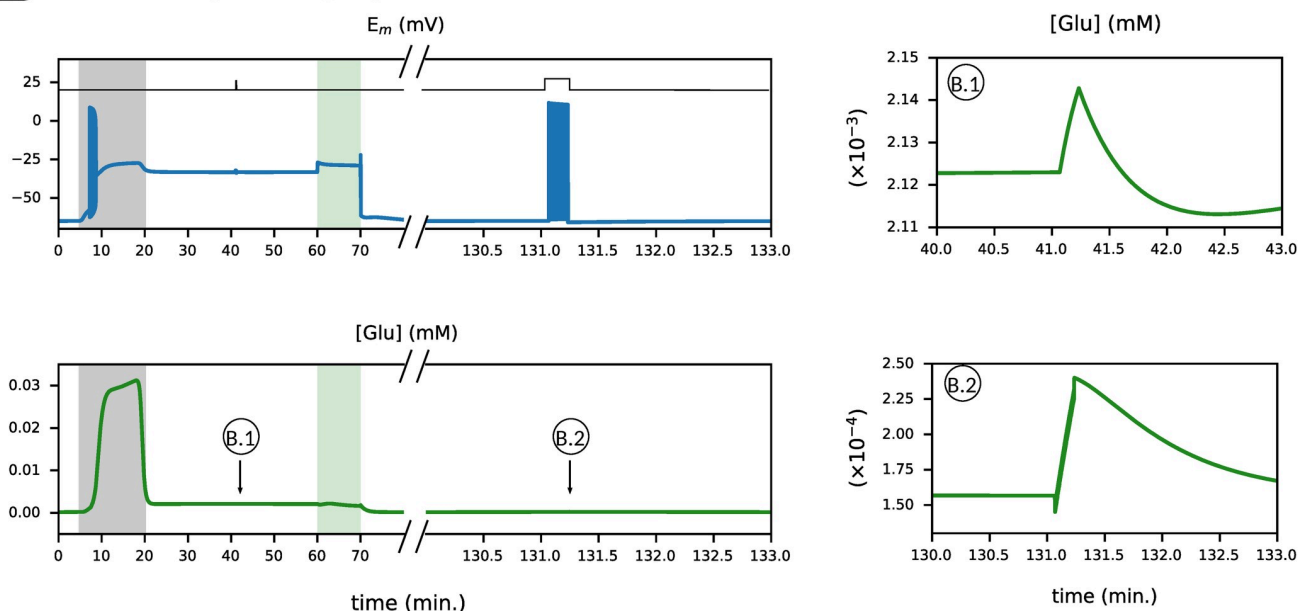 Eₘ (mV)
25
0
−25
−50
0 10 20 30 40 50 60 70 130.5 131.0 131.5 132.0 132.5 133.0
[Glu] (mM)
2.15
2.14
2.13
2.12
2.11
(×10⁻³)
B.1
40.0 40.5 41.0 41.5 42.0 42.5 43.0
[Glu] (mM)
0.03
0.02
0.01
0.00
B.1
B.2
0 10 20 30 40 50 60 70 130.5 131.0 131.5 132.0 132.5 133.0
time (min.)
2.50
2.25
2.00
1.75
1.50
(×10⁻⁴)
B.2
130.0 130.5 131.0 131.5 132.0 132.5 133.0
time (min.)